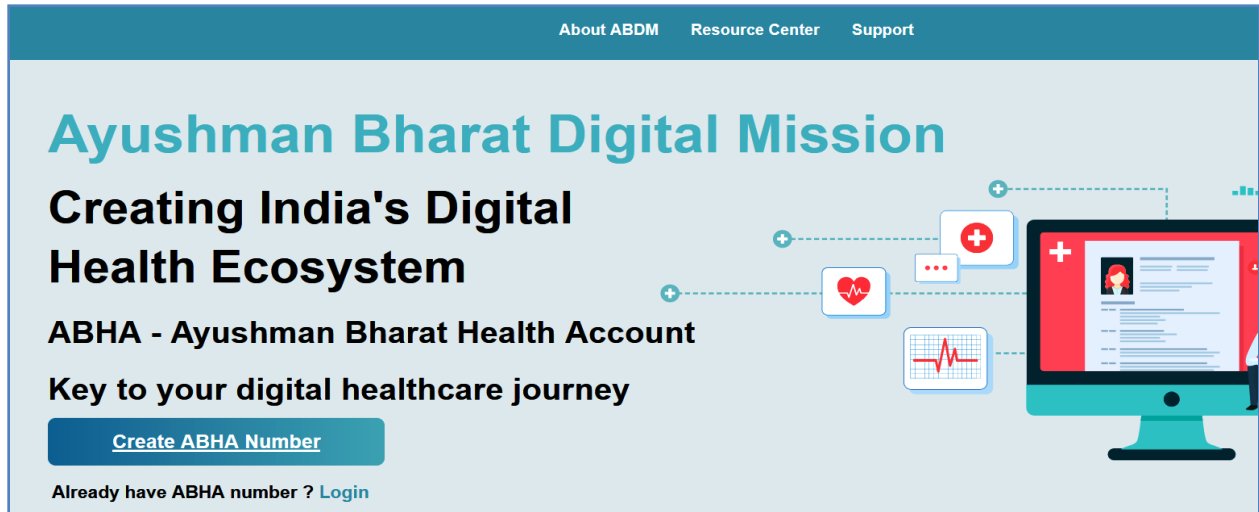 About ABDM Resource Center Support
Ayushman Bharat Digital Mission
Creating India's Digital
Health Ecosystem
ABHA - Ayushman Bharat Health Account
Key to your digital healthcare journey
Create ABHA Number
Already have ABHA number ? Login